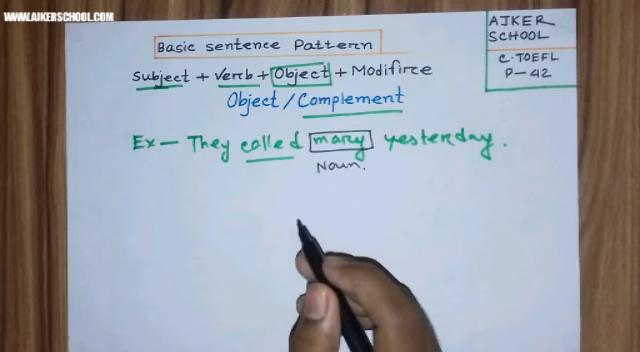 WWW.AJKERSCHOOL.COM
AJKER
SCHOOL
C. TOEFL
P-42
Basic sentence Pattern
Subject + Verb + Object + Modifirce
Object / Complement
Ex- They called mary yesterday.
Noun.